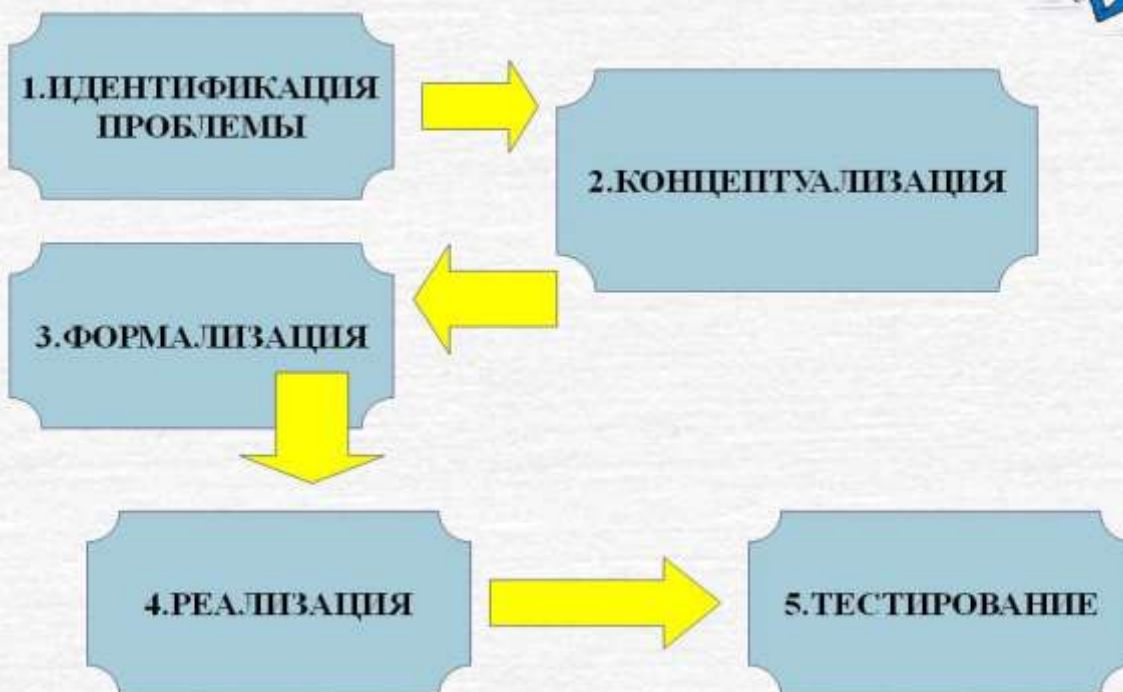 1.ИДЕНТИФИКАЦИЯ
ПРОБЛЕМЫ
2.КОНЦЕПТУАЛИЗАЦИЯ
3.ФОРМАЛИЗАЦИЯ
4.РЕАЛИЗАЦИЯ
5.ТЕСТИРОВАНИЕ